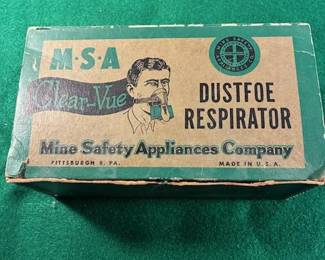 M·S·A
Clear-Vue
DUSTFOE
RESPIRATOR
Mine Safety Appliances Company
PITTSBURGH 8, PA.
MADE IN U.S.A.